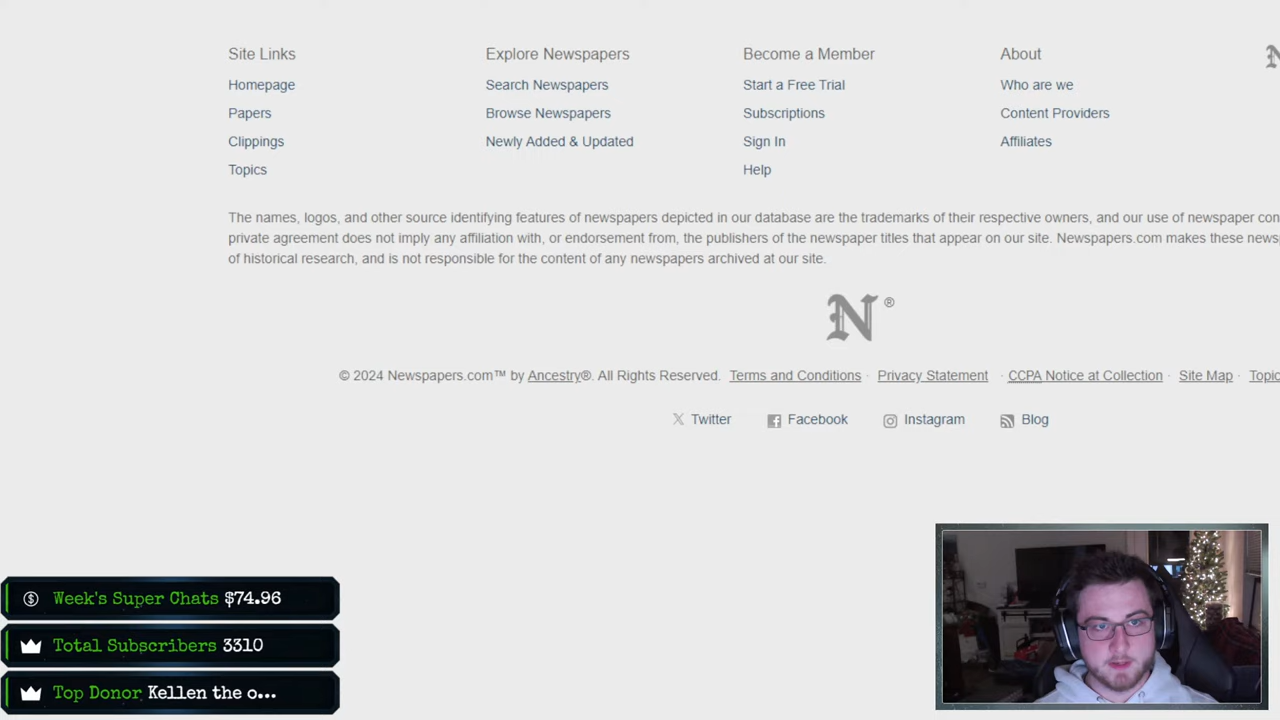 Site Links
Homepage
Papers
Clippings
Topics
Explore Newspapers
Search Newspapers
Browse Newspapers
Newly Added & Updated
Become a Member
Start a Free Trial
Subscriptions
Sign In
Help
About
Who are we
Content Providers
Affiliates
The names, logos, and other source identifying features of newspapers depicted in our database are the trademarks of their respective owners, and our use of newspaper
private agreement does not imply any affiliation with, or endorsement from, the publishers of the newspaper titles that appear on our site. Newspapers.com makes these
of historical research, and is not responsible for the content of any newspapers archived at our site.
N ®
© 2024 Newspapers.com™ by Ancestry®. All Rights Reserved. Terms and Conditions · Privacy Statement · CCPA Notice at Collection · Site Map ·
Twitter Facebook Instagram Blog
Week's Super Chats $74.96
Total Subscribers 3310
Top Donor Kellen the o...